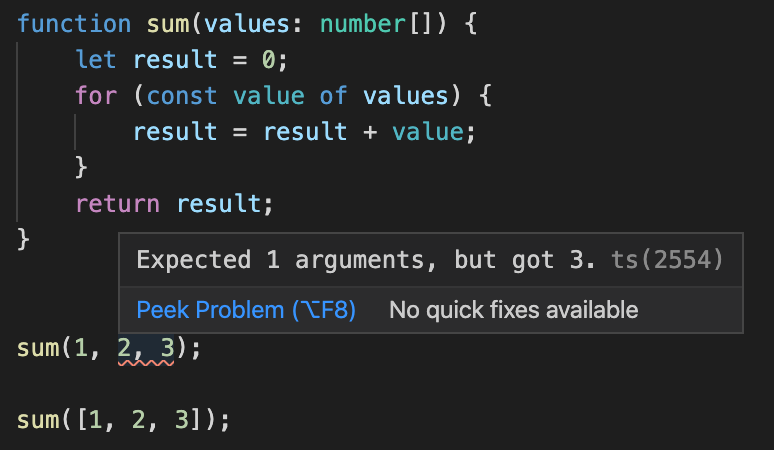 function sum(values: number[]) {
    let result = 0;
    for (const value of values) {
        result = result + value;
    }
    return result;
}
Expected 1 arguments, but got 3. ts(2554)
Peek Problem (⌥F8)    No quick fixes available
sum(1, 2, 3);
sum([1, 2, 3]);